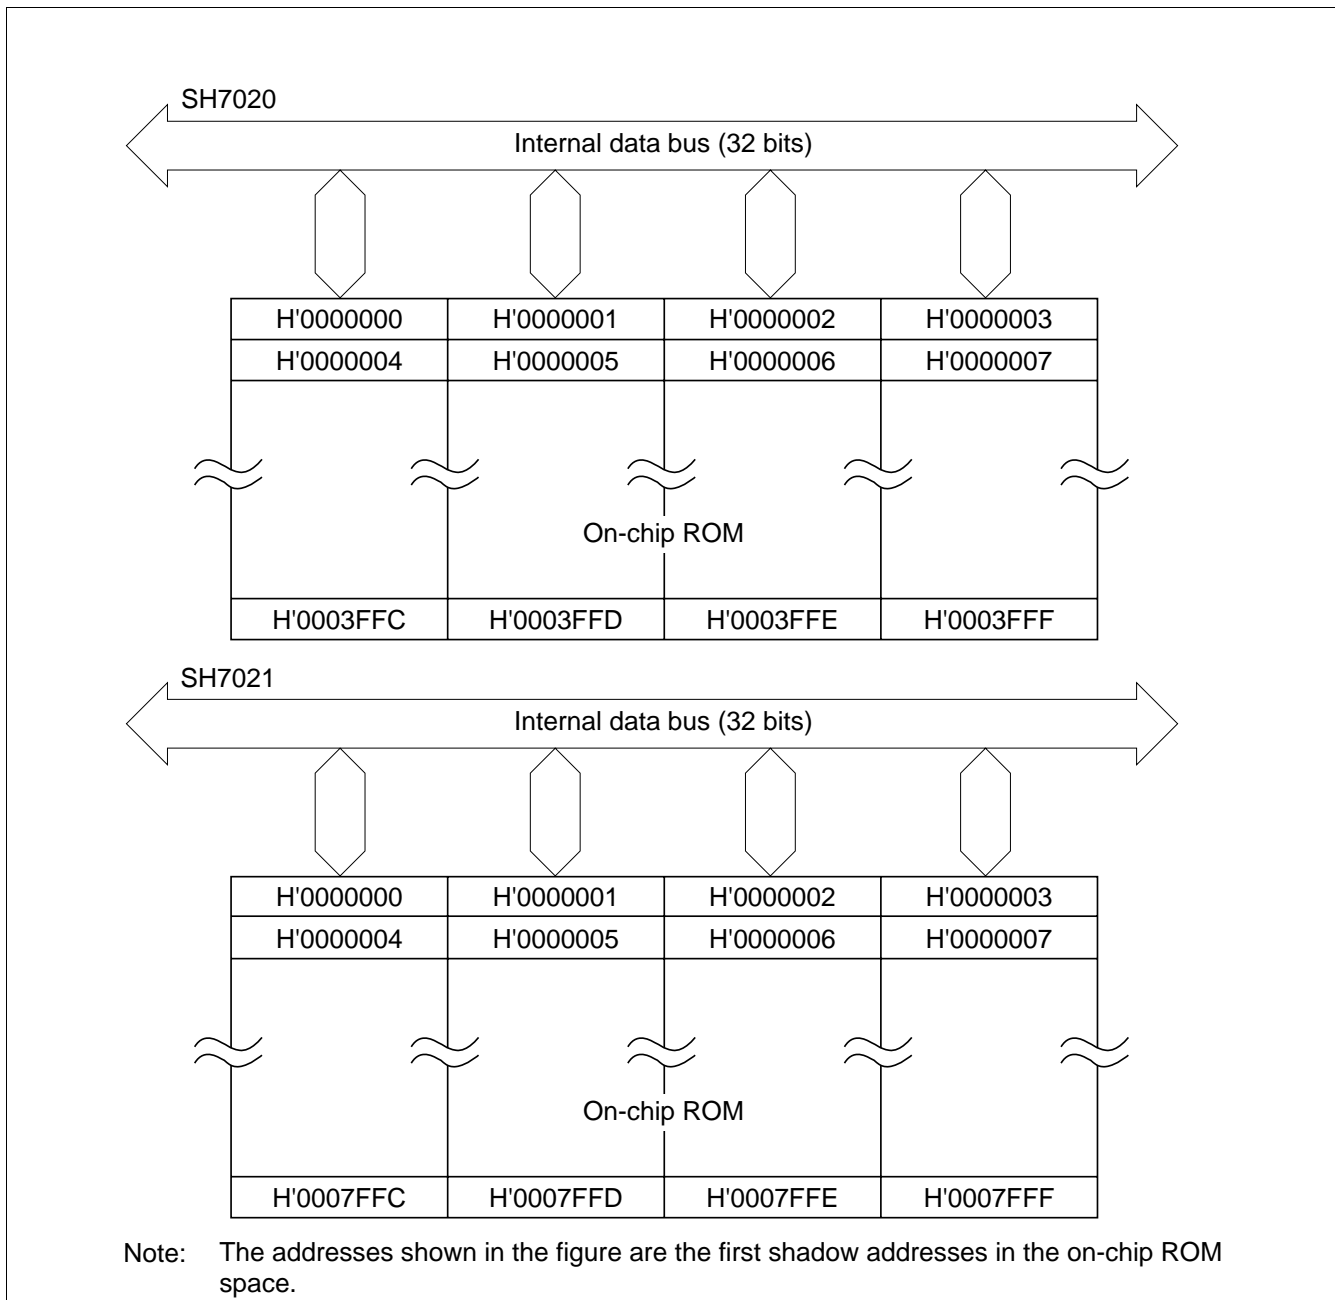 SH7020
Internal data bus (32 bits)
H'0000000 H'0000001 H'0000002 H'0000003
H'0000004 H'0000005 H'0000006 H'0000007
On-chip ROM
H'0003FFC H'0003FFD H'0003FFE H'0003FFF
SH7021
Internal data bus (32 bits)
H'0000000 H'0000001 H'0000002 H'0000003
H'0000004 H'0000005 H'0000006 H'0000007
On-chip ROM
H'0007FFC H'0007FFD H'0007FFE H'0007FFF
Note: The addresses shown in the figure are the first shadow addresses in the on-chip ROM
space.